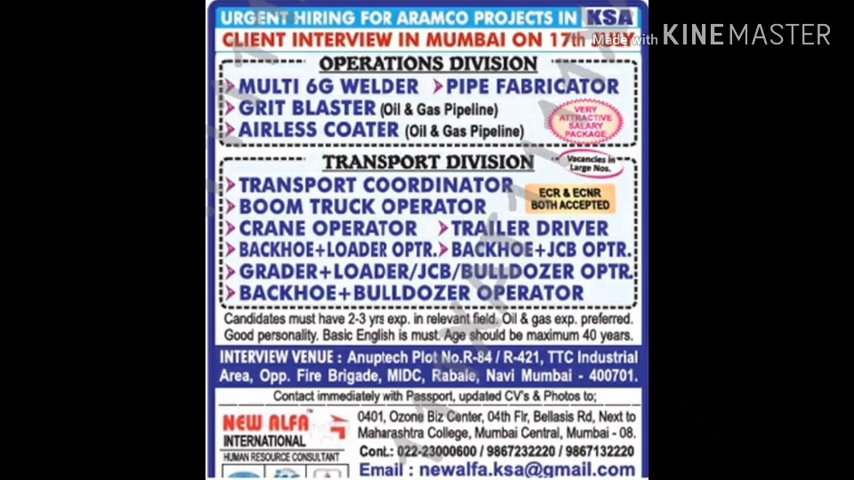 URGENT HIRING FOR ARAMCO PROJECTS IN KSA
CLIENT INTERVIEW IN MUMBAI ON 17th MAY
Made with KINEMASTER
OPERATIONS DIVISION
MULTI 6G WELDER PIPE FABRICATOR
GRIT BLASTER (Oil & Gas Pipeline)
AIRLESS COATER (Oil & Gas Pipeline)
VERY
ATTRACTIVE
SALARY
PACKAGE
TRANSPORT DIVISION
Vacancies in
Large Nos.
TRANSPORT COORDINATOR
BOOM TRUCK OPERATOR
ECR & ECNR
BOTH ACCEPTED
CRANE OPERATOR TRAILER DRIVER
BACKHOE+LOADER OPTR. BACKHOE+JCB OPTR.
GRADER+LOADER/JCB/BULLDOZER OPTR.
BACKHOE+BULLDOZER OPERATOR
Candidates must have 2-3 yrs exp. in relevant field. Oil & gas exp. preferred.
Good personality. Basic English is must. Age should be maximum 40 years.
INTERVIEW VENUE : Anuptech Plot No.R-84 / R-421, TTC Industrial
Area, Opp. Fire Brigade, MIDC, Rabale, Navi Mumbai - 400701.
Contact immediately with Passport, updated CV's & Photos to;
NEW ALFA
INTERNATIONAL
HUMAN RESOURCE CONSULTANT
0401, Ozone Biz Center, 04th Flr, Bellasis Rd, Next to
Maharashtra College, Mumbai Central, Mumbai - 08.
Cont.: 022-23000600 / 9867232220 / 9867132220
Email : newalfa.ksa@gmail.com